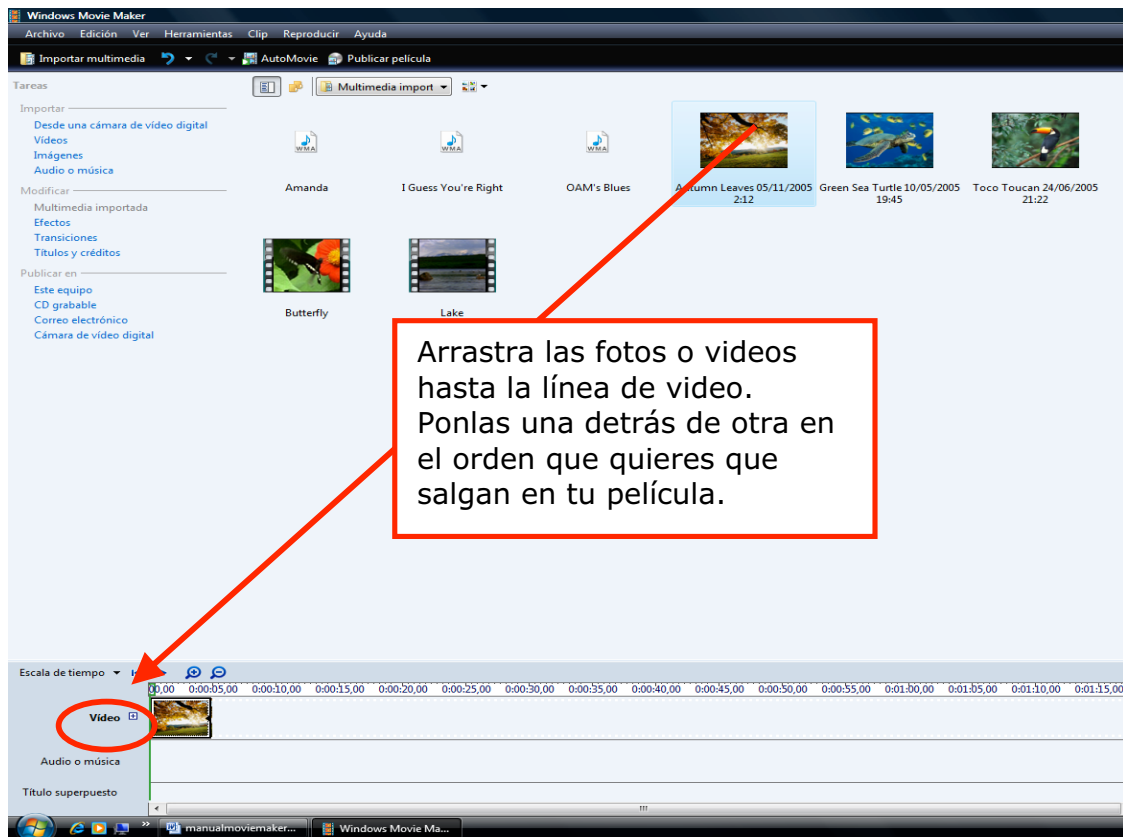 Windows Movie Maker
Archivo Edición Ver Herramientas Clip Reproducir Ayuda
Importar multimedia AutoMovie Publicar película
Tareas
Multimedia import
Importar
Desde una cámara de vídeo digital
Vídeos
Imágenes
Audio o música
Modificar
Multimedia importada
Efectos
Transiciones
Títulos y créditos
Publicar en
Este equipo
CD grabable
Correo electrónico
Cámara de vídeo digital
WMA WMA WMA
Amanda I Guess You're Right OAM's Blues Autumn Leaves 05/11/2005 Green Sea Turtle 10/05/2005 Toco Toucan 24/06/2005
2:12 19:45 21:22
Butterfly Lake
Arrastra las fotos o videos
hasta la línea de video.
Ponlas una detrás de otra en
el orden que quieres que
salgan en tu película.
Escala de tiempo
00,00 0:00:05,00 0:00:10,00 0:00:15,00 0:00:20,00 0:00:25,00 0:00:30,00 0:00:35,00 0:00:40,00 0:00:45,00 0:00:50,00 0:00:55,00 0:01:00,00 0:01:05,00 0:01:10,00 0:01:15,00
Vídeo
Audio o música
Título superpuesto
manualmoviemaker... Windows Movie Ma...